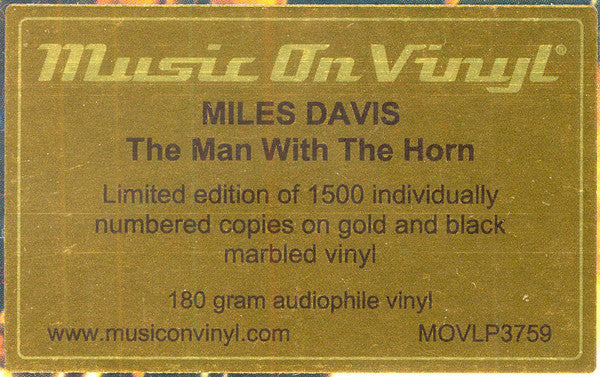 Music On Vinyl®
MILES DAVIS
The Man With The Horn
Limited edition of 1500 individually
numbered copies on gold and black
marbled vinyl
180 gram audiophile vinyl
www.musiconvinyl.com MOVLP3759